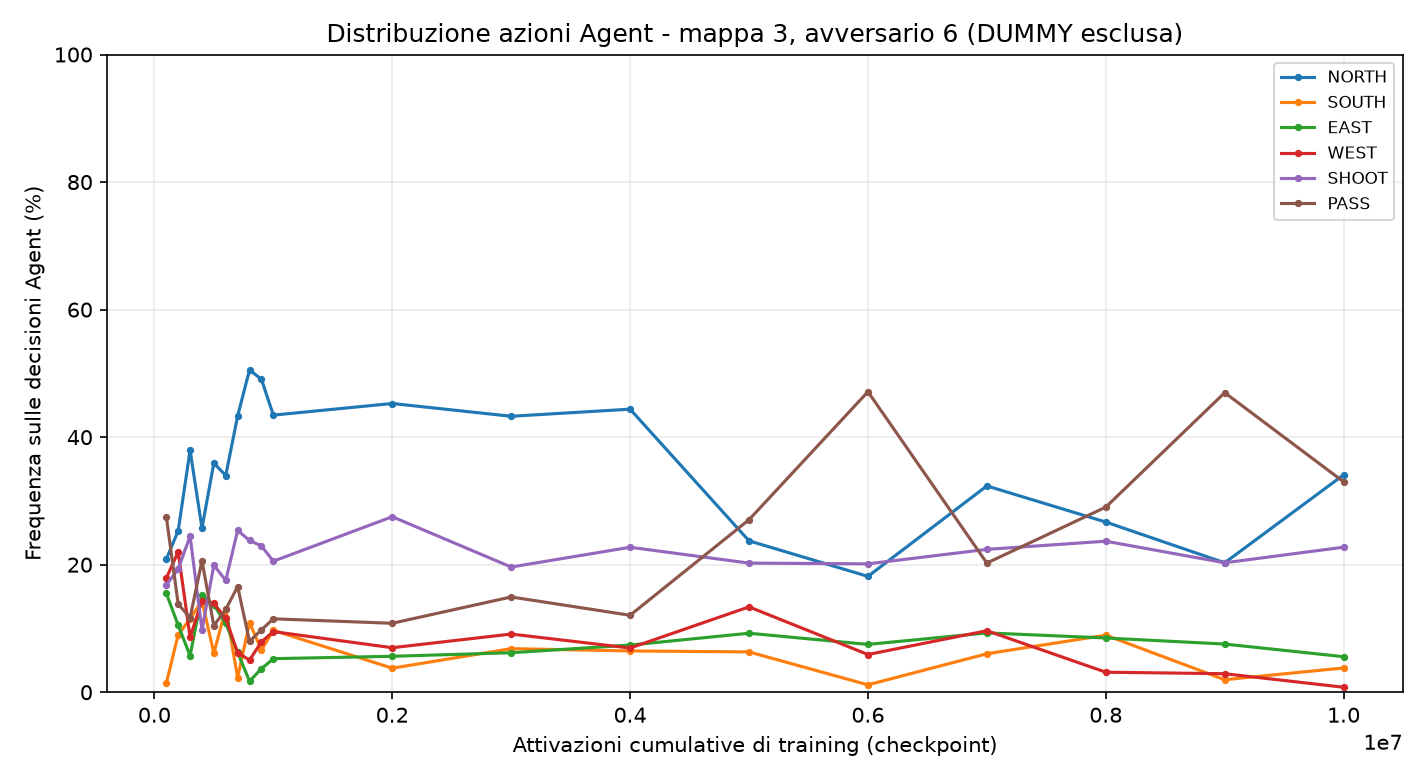 Distribuzione azioni Agent - mappa 3, avversario 6 (DUMMY esclusa)
Frequenza sulle decisioni Agent (%)
100
80
60
40
20
0
NORTH
SOUTH
EAST
WEST
SHOOT
PASS
0.0 0.2 0.4 0.6 0.8 1.0
1e7
Attivazioni cumulative di training (checkpoint)